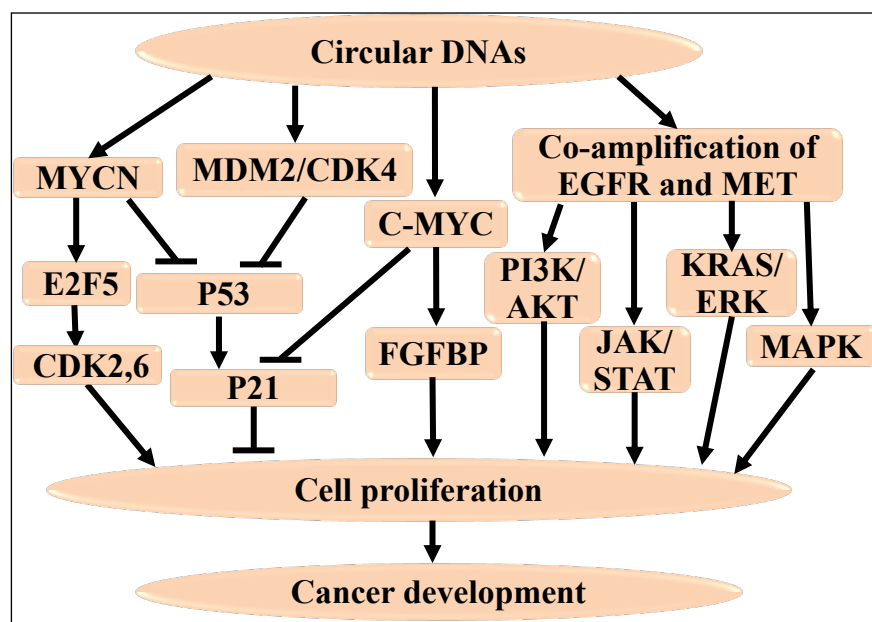 Circular DNAs
MYCN
MDM2/CDK4
Co-amplification of
EGFR and MET
C-MYC
E2F5
P53
PI3K/
AKT
KRAS/
ERK
CDK2,6
P21
FGFBP
JAK/
STAT
MAPK
Cell proliferation
Cancer development